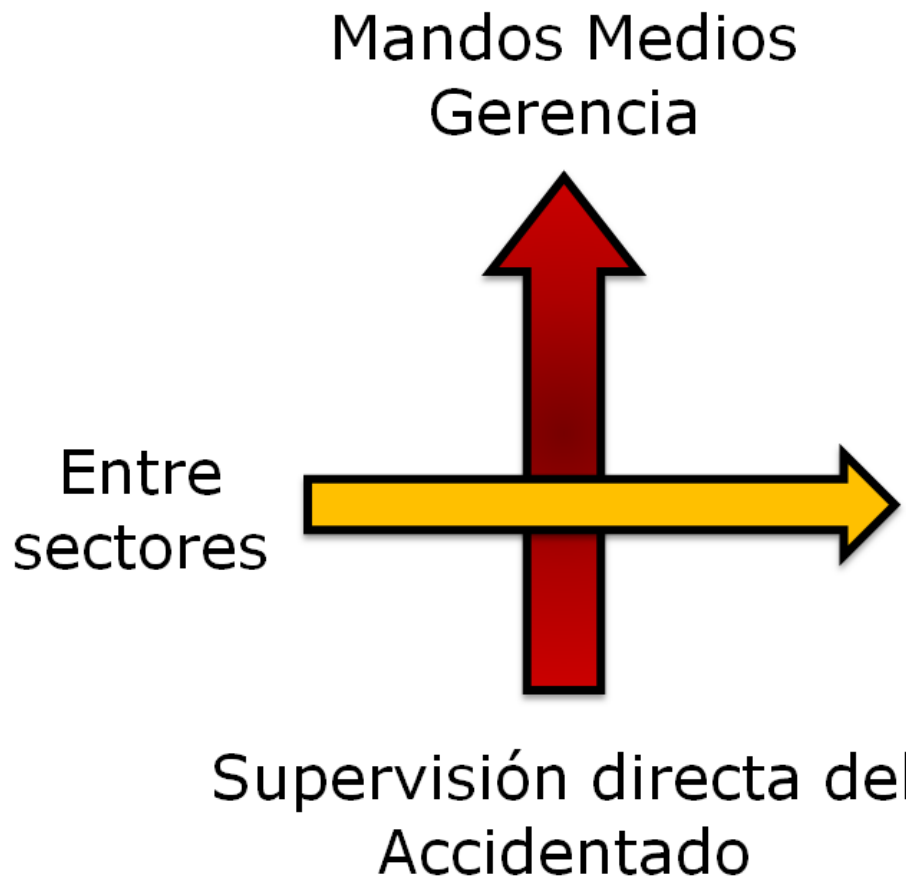 Mandos Medios
Gerencia
Entre
sectores
Supervisión directa del
Accidentado